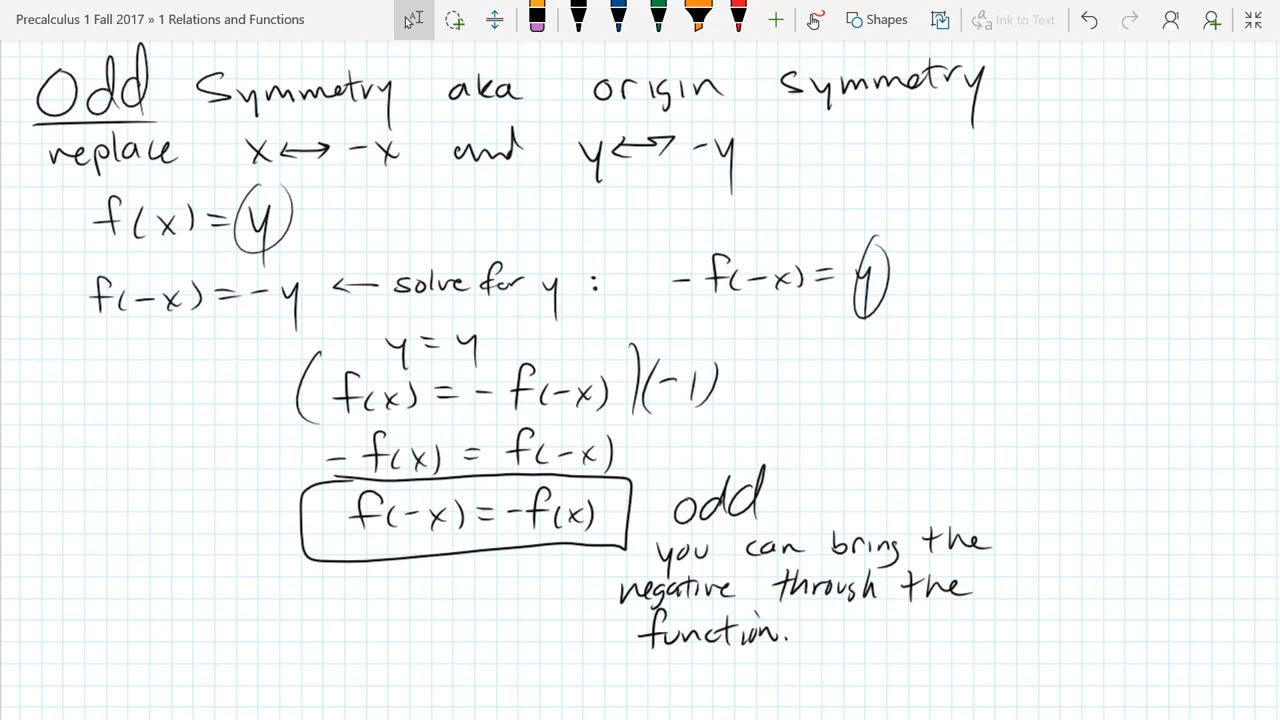 Precalculus 1 Fall 2017 » 1 Relations and Functions
Shapes
Ink to Text
Odd Symmetry aka origin symmetry
replace x ↔ -x and y ↔ -y
f(x) = y
f(-x) = -y ← solve for y : - f(-x) = y
y = y
( f(x) = - f(-x) )(-1)
- f(x) = f(-x)
f(-x) = -f(x) odd
you can bring the
negative through the
function.